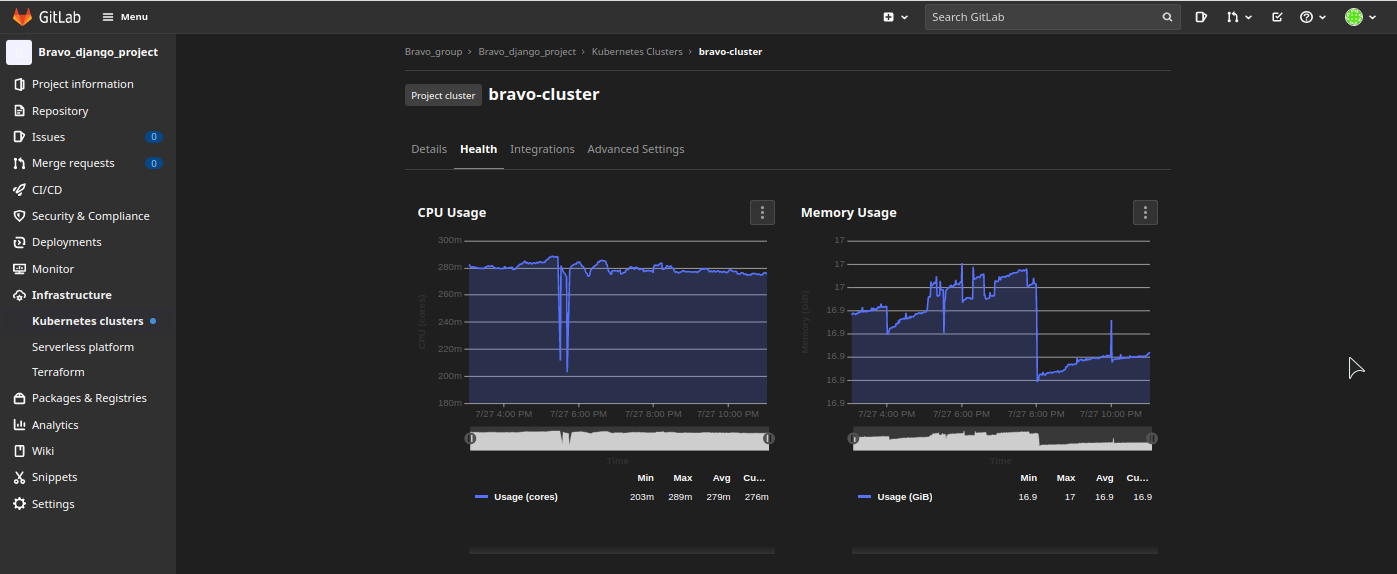 GitLab
Menu
Search GitLab
Bravo_django_project
Project information
Repository
Issues 0
Merge requests 0
CI/CD
Security & Compliance
Deployments
Monitor
Infrastructure
Kubernetes clusters
Serverless platform
Terraform
Packages & Registries
Analytics
Wiki
Snippets
Settings
Bravo_group › Bravo_django_project › Kubernetes Clusters › bravo-cluster
Project cluster bravo-cluster
Details Health Integrations Advanced Settings
CPU Usage
300m
280m
260m
240m
220m
200m
180m
CPU (cores)
7/27 4:00 PM 7/27 6:00 PM 7/27 8:00 PM 7/27 10:00 PM
Time
Min Max Avg Cu…
Usage (cores) 203m 289m 279m 276m
Memory Usage
17
17
17
16.9
16.9
16.9
16.9
16.9
Memory (GiB)
7/27 4:00 PM 7/27 6:00 PM 7/27 8:00 PM 7/27 10:00 PM
Time
Min Max Avg Cu…
Usage (GiB) 16.9 17 16.9 16.9